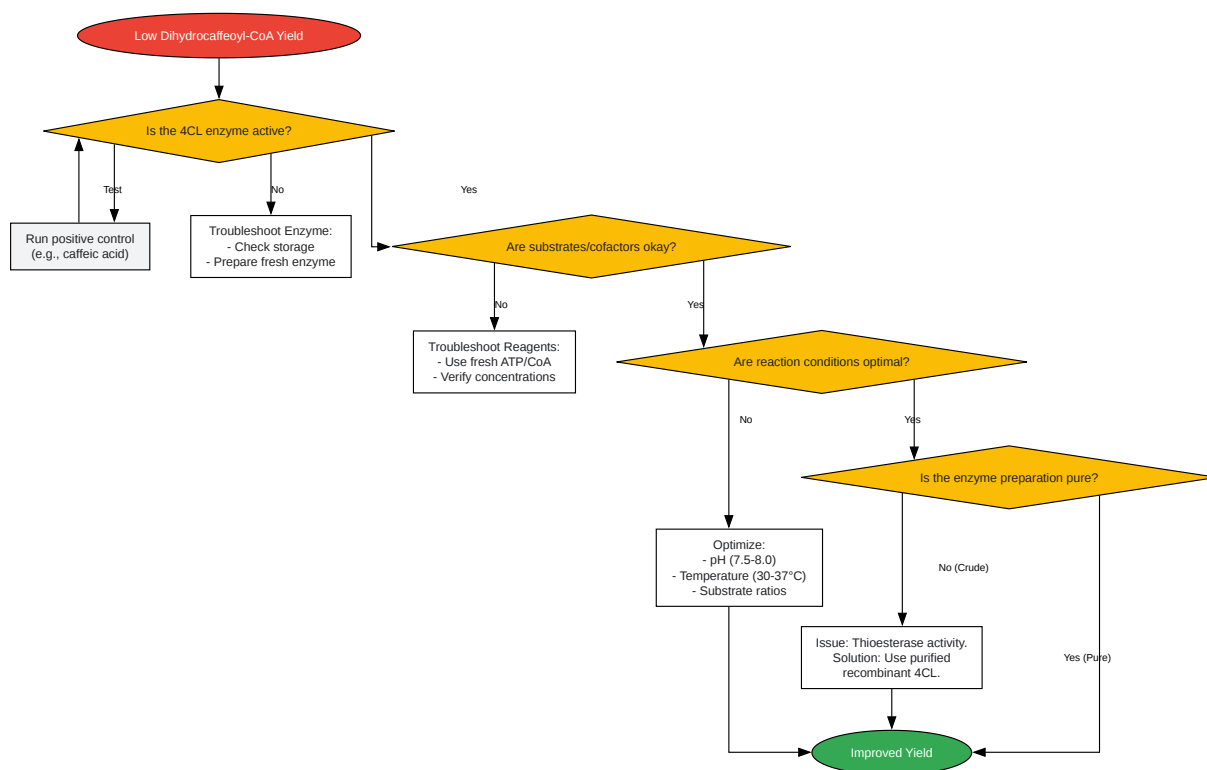 Low Dihydrocaffeoyl-CoA Yield
Is the 4CL enzyme active?
Test
No
Yes
Run positive control
(e.g., caffeic acid)
Troubleshoot Enzyme:
- Check storage
- Prepare fresh enzyme
Are substrates/cofactors okay?
No
Yes
Troubleshoot Reagents:
- Use fresh ATP/CoA
- Verify concentrations
Are reaction conditions optimal?
No
Yes
Is the enzyme preparation pure?
Optimize:
- pH (7.5-8.0)
- Temperature (30-37°C)
- Substrate ratios
No (Crude)
Issue: Thioesterase activity.
Solution: Use purified
recombinant 4CL.
Yes (Pure)
Improved Yield